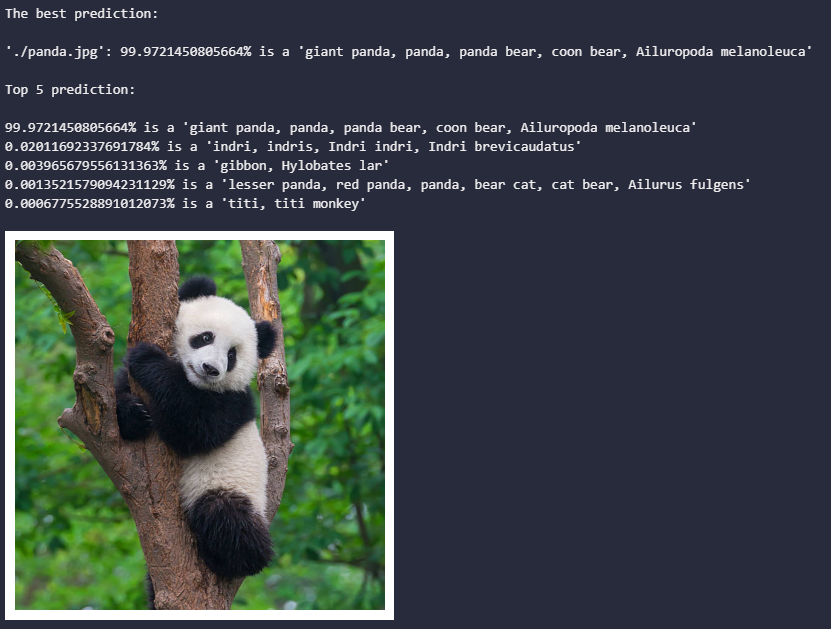 The best prediction:
'./panda.jpg': 99.9721450805664% is a 'giant panda, panda, panda bear, coon bear, Ailuropoda melanoleuca'
Top 5 prediction:
99.9721450805664% is a 'giant panda, panda, panda bear, coon bear, Ailuropoda melanoleuca'
0.02011692337691784% is a 'indri, indris, Indri indri, Indri brevicaudatus'
0.003965679556131363% is a 'gibbon, Hylobates lar'
0.0013521579094231129% is a 'lesser panda, red panda, panda, bear cat, cat bear, Ailurus fulgens'
0.0006775528891012073% is a 'titi, titi monkey'